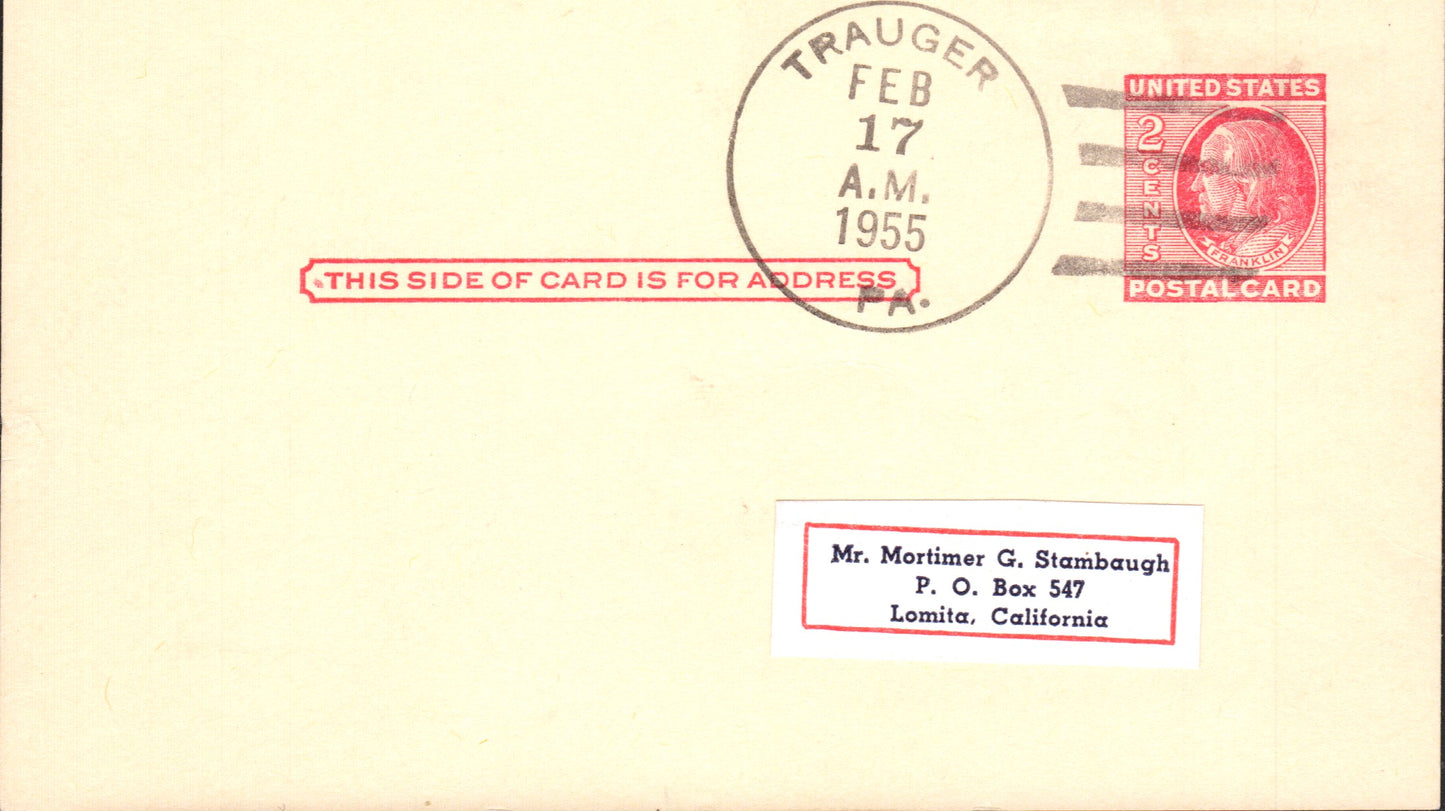 TRAUGER
FEB
17
A.M.
1955
PA.
UNITED STATES
2
CENTS
FRANKLIN
POSTAL CARD
THIS SIDE OF CARD IS FOR ADDRESS
Mr. Mortimer G. Stambaugh
P. O. Box 547
Lomita, California